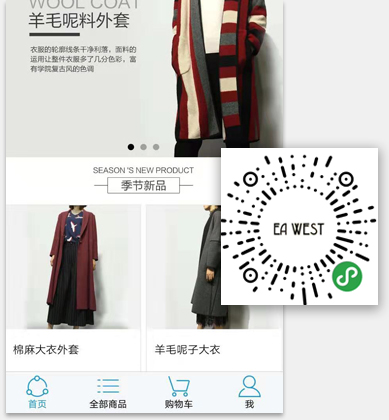 WOOL COAT
羊毛呢料外套
衣服的轮廓线条干净利落，面料的
运用让整件衣服多了几分色彩，富
有学院复古风的色调
SEASON 'S NEW PRODUCT
季节新品
EA WEST
棉麻大衣外套
羊毛呢子大衣
首页
全部商品
购物车
我